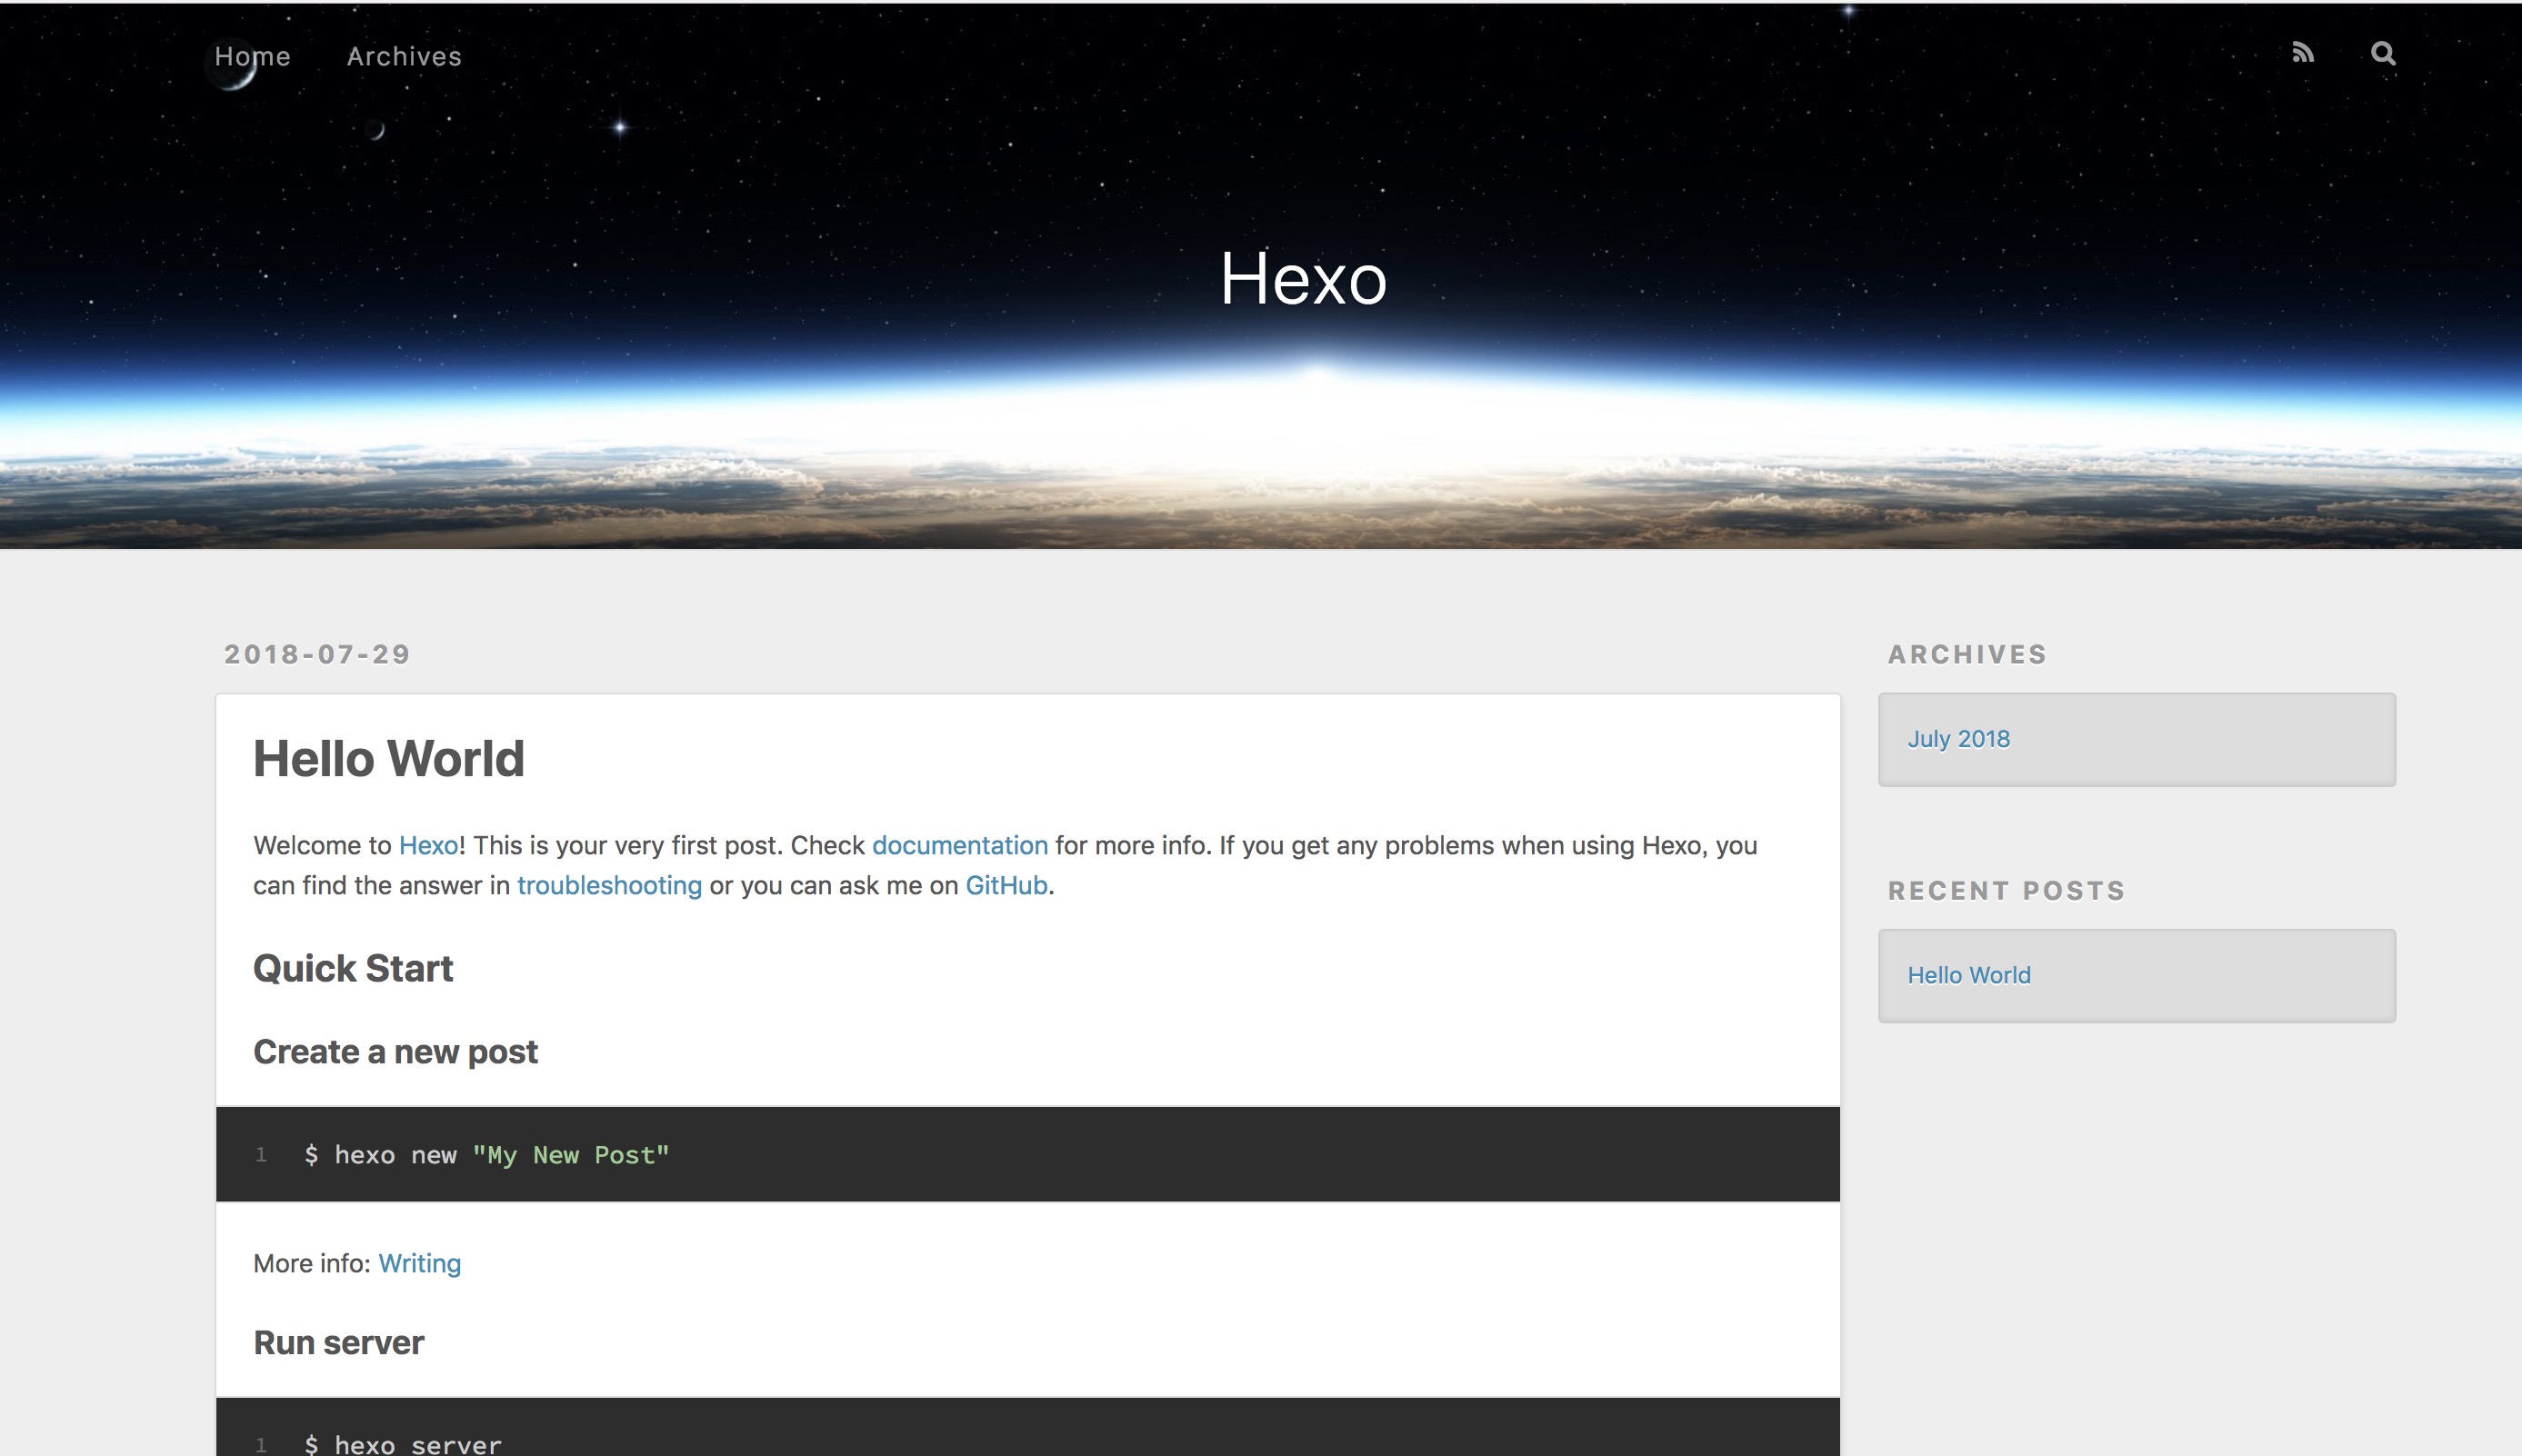 Home Archives
Hexo
2018-07-29
Hello World
Welcome to Hexo! This is your very first post. Check documentation for more info. If you get any problems when using Hexo, you
can find the answer in troubleshooting or you can ask me on GitHub.
Quick Start
Create a new post
1 $ hexo new "My New Post"
More info: Writing
Run server
1 $ hexo server
ARCHIVES
July 2018
RECENT POSTS
Hello World